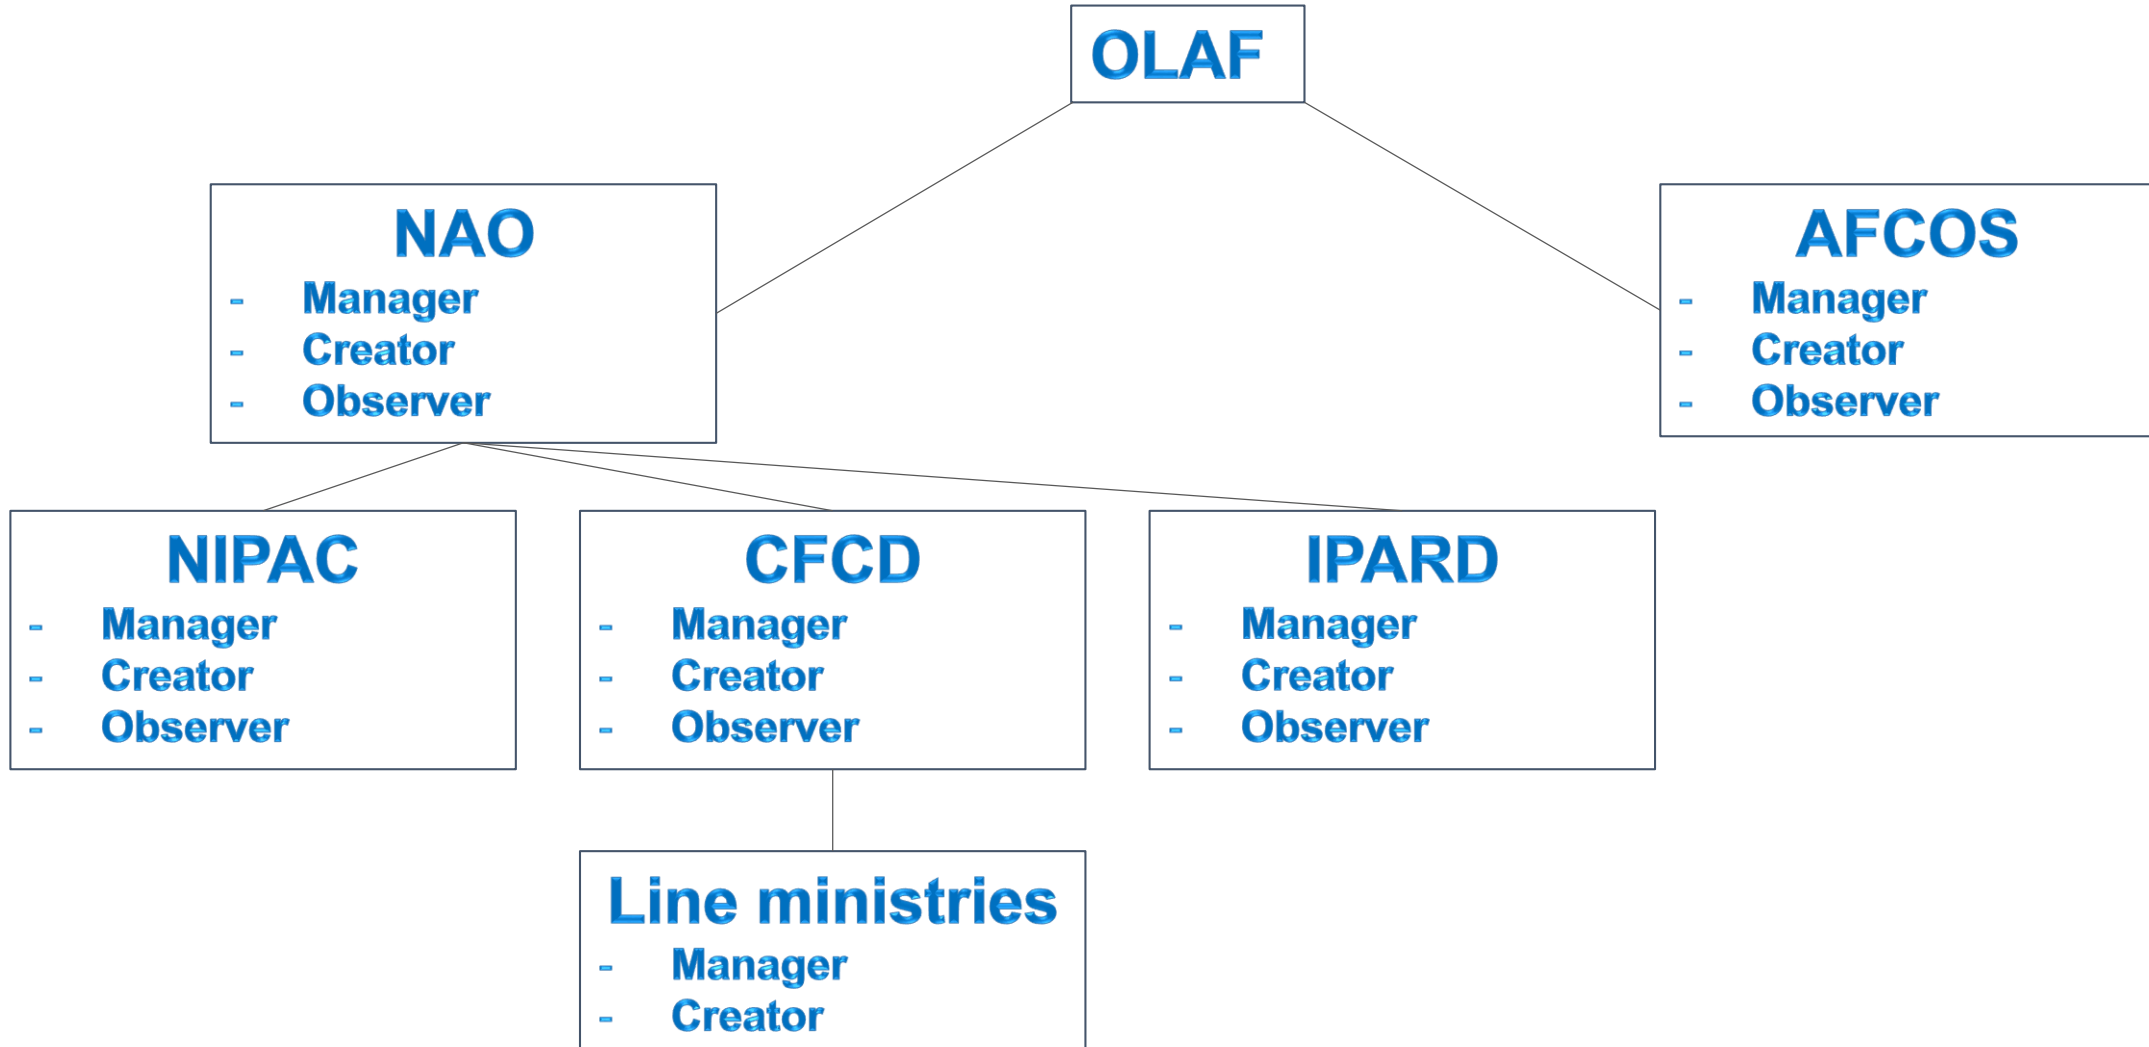 OLAF
NAO
- Manager
- Creator
- Observer
AFCOS
- Manager
- Creator
- Observer
NIPAC
- Manager
- Creator
- Observer
CFCD
- Manager
- Creator
- Observer
IPARD
- Manager
- Creator
- Observer
Line ministries
- Manager
- Creator